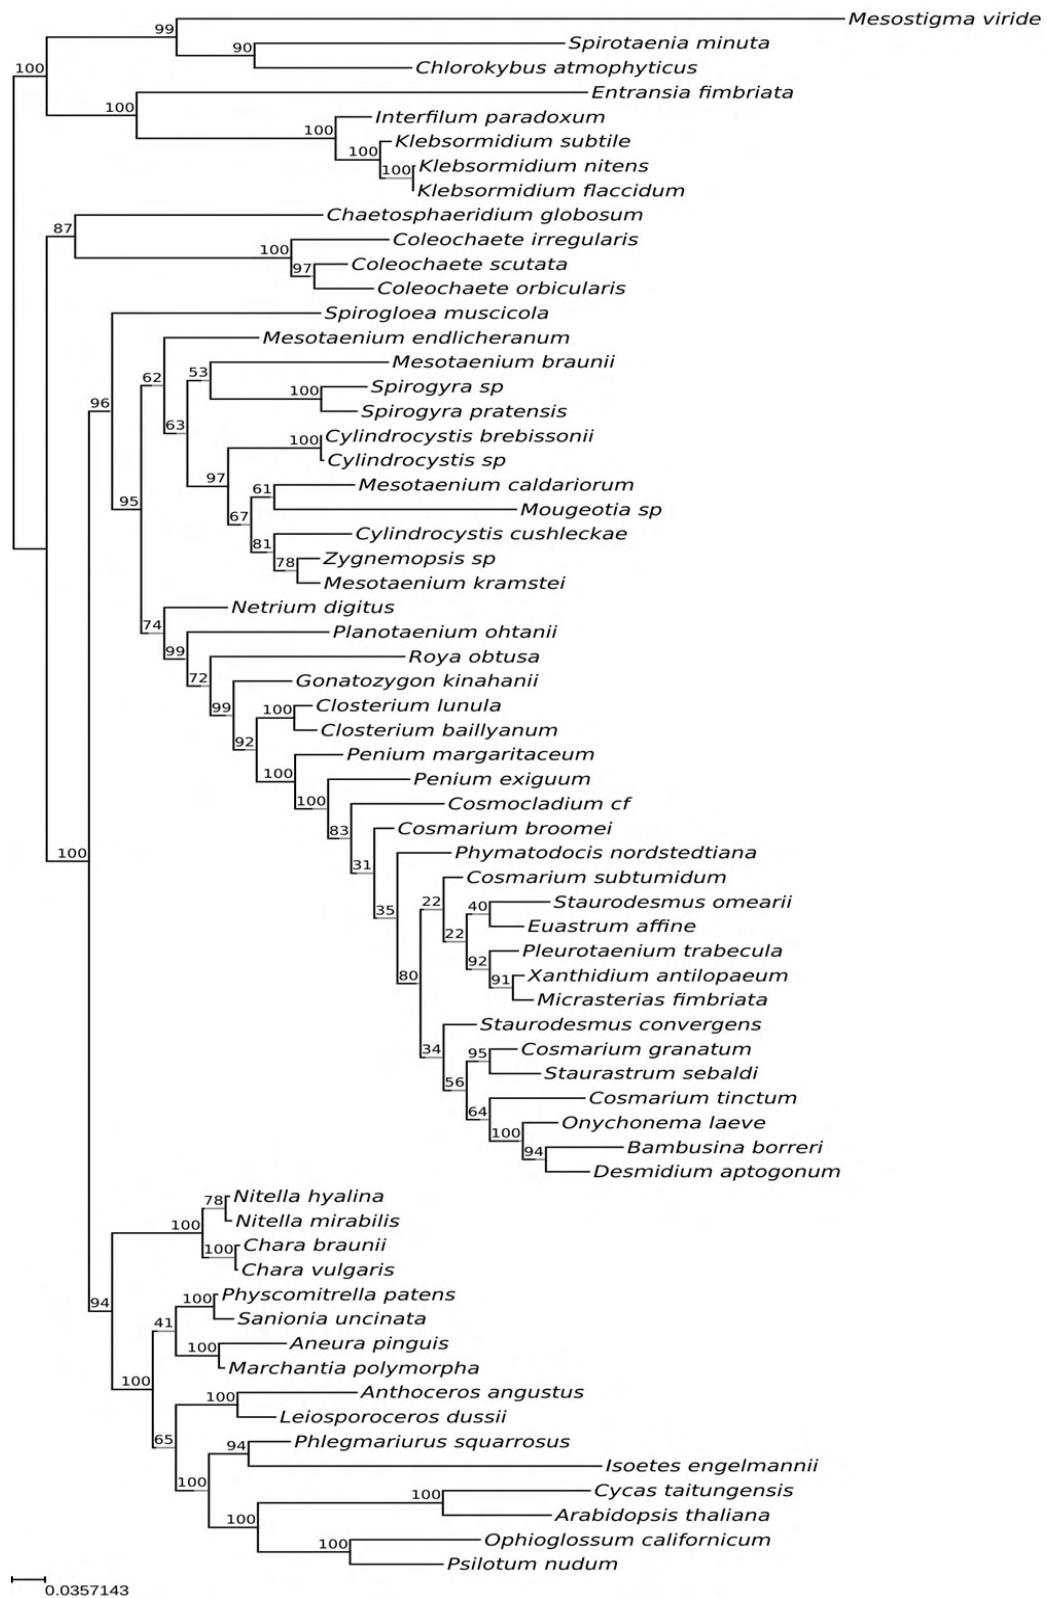 99 Mesostigma viride
90 Spirotaenia minuta
Chlorokybus atmophyticus
100
Entransia fimbriata
100
Interfilum paradoxum
100
Klebsormidium subtile
100
Klebsormidium nitens
100
Klebsormidium flaccidum
Chaetosphaeridium globosum
87
Coleochaete irregularis
100
Coleochaete scutata
97
Coleochaete orbicularis
Spirogloea muscicola
Mesotaenium endlicheranum
Mesotaenium braunii
62 53
Spirogyra sp
100
Spirogyra pratensis
96
63
Cylindrocystis brebissonii
100
Cylindrocystis sp
97
Mesotaenium caldariorum
61
95
Mougeotia sp
67
Cylindrocystis cushleckae
81
Zygnemopsis sp
78
Mesotaenium kramstei
Netrium digitus
74
Planotaenium ohtanii
99
Roya obtusa
72
Gonatozygon kinahanii
99
Closterium lunula
100
Closterium baillyanum
92
Penium margaritaceum
100
Penium exiguum
100
Cosmocladium cf
83
Cosmarium broomei
100
Phymatodocis nordstedtiana
31
Cosmarium subtumidum
22
Staurodesmus omearii
35 40
Euastrum affine
22
Pleurotaenium trabecula
92
Xanthidium antilopaeum
80 91
Micrasterias fimbriata
Staurodesmus convergens
34
Cosmarium granatum
95
Staurastrum sebaldi
56
Cosmarium tinctum
64
Onychonema laeve
100
Bambusina borreri
94
Desmidium aptogonum
Nitella hyalina
78
Nitella mirabilis
100
Chara braunii
100
Chara vulgaris
Physcomitrella patens
94 100
Sanionia uncinata
41
Aneura pinguis
100
Marchantia polymorpha
100
Anthoceros angustus
100
Leiosporoceros dussii
65
Phlegmariurus squarrosus
94
Isoetes engelmannii
100
Cycas taitungensis
100
Arabidopsis thaliana
100
Ophioglossum californicum
100
Psilotum nudum
0.0357143